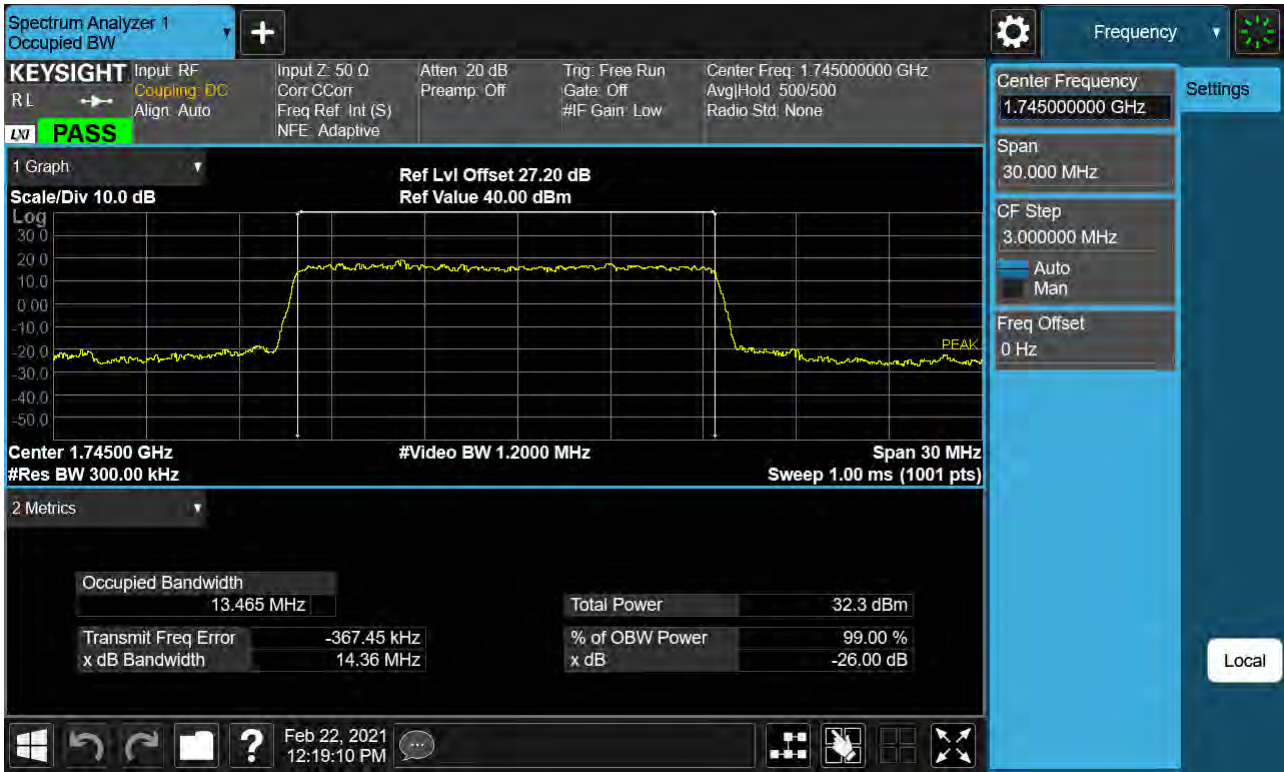 Spectrum Analyzer 1
Occupied BW
+
Frequency
KEYSIGHT
R L
LXI
PASS
Input: RF
Coupling: DC
Align: Auto
Input Z: 50 Ω
Corr CCorr
Freq Ref: Int (S)
NFE: Adaptive
Atten: 20 dB
Preamp: Off
Trig: Free Run
Gate: Off
#IF Gain: Low
Center Freq: 1.745000000 GHz
Avg|Hold: 500/500
Radio Std: None
Center Frequency
1.745000000 GHz
Settings
Span
30.000 MHz
CF Step
3.000000 MHz
Auto
Man
Freq Offset
0 Hz
Local
1 Graph
Scale/Div 10.0 dB
Ref Lvl Offset 27.20 dB
Ref Value 40.00 dBm
Log
30.0
20.0
10.0
0.00
-10.0
-20.0
-30.0
-40.0
-50.0
PEAK
Center 1.74500 GHz
#Video BW 1.2000 MHz
Span 30 MHz
#Res BW 300.00 kHz
Sweep 1.00 ms (1001 pts)
2 Metrics
Occupied Bandwidth
13.465 MHz
Total Power 32.3 dBm
Transmit Freq Error -367.45 kHz
% of OBW Power 99.00 %
x dB Bandwidth 14.36 MHz
x dB -26.00 dB
?
Feb 22, 2021
12:19:10 PM